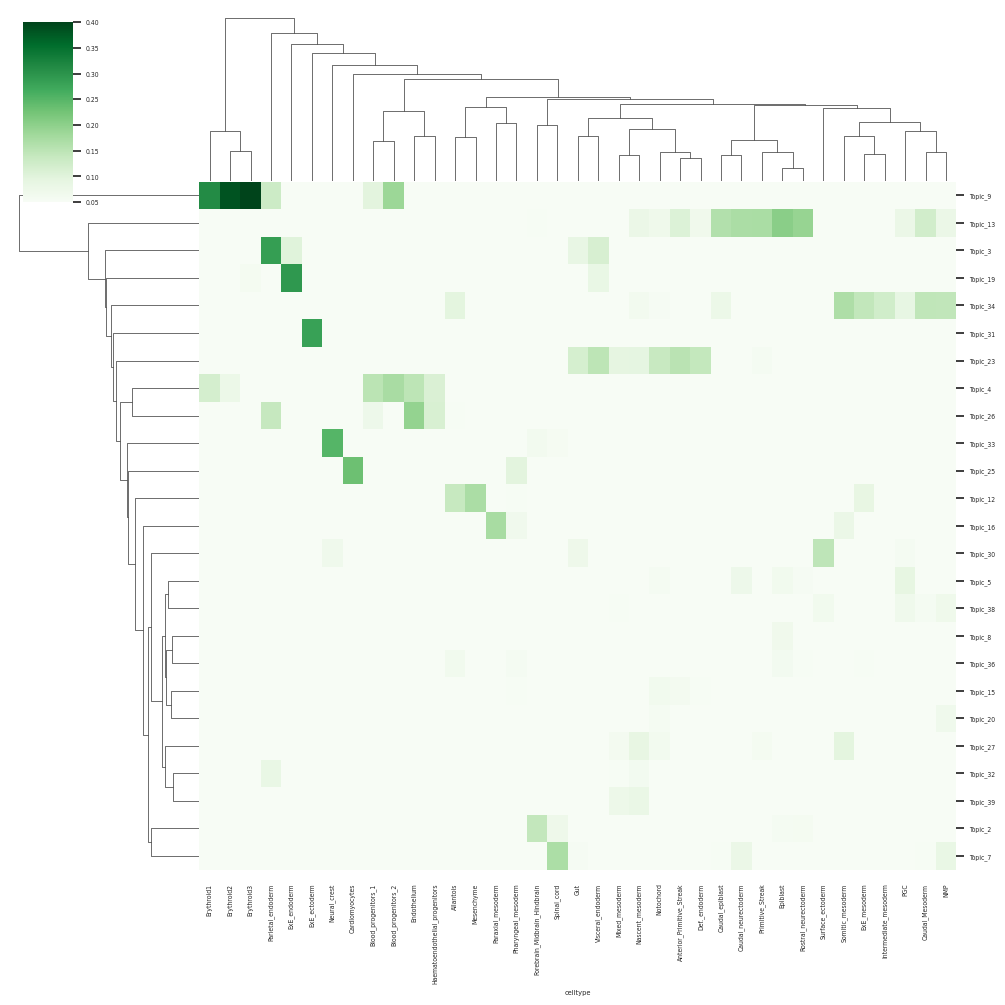 0.40
0.35
0.30
0.25
0.20
0.15
0.10
0.05
Topic_9
Topic_13
Topic_3
Topic_19
Topic_34
Topic_31
Topic_23
Topic_4
Topic_26
Topic_33
Topic_25
Topic_12
Topic_16
Topic_30
Topic_5
Topic_38
Topic_8
Topic_36
Topic_15
Topic_20
Topic_27
Topic_32
Topic_39
Topic_2
Topic_7
Erythroid1
Erythroid2
Erythroid3
Parietal_endoderm
ExE_endoderm
ExE_ectoderm
Neural_crest
Cardiomyocytes
Blood_progenitors_1
Blood_progenitors_2
Endothelium
Haematoendothelial_progenitors
Allantois
Mesenchyme
Paraxial_mesoderm
Pharyngeal_mesoderm
Forebrain_Midbrain_Hindbrain
Spinal_cord
Gut
Visceral_endoderm
Mixed_mesoderm
Nascent_mesoderm
Notochord
Anterior_Primitive_Streak
Def._endoderm
Caudal_epiblast
Caudal_neurectoderm
Primitive_Streak
Epiblast
Rostral_neurectoderm
Surface_ectoderm
Somitic_mesoderm
ExE_mesoderm
Intermediate_mesoderm
PGC
Caudal_Mesoderm
NMP
celltype